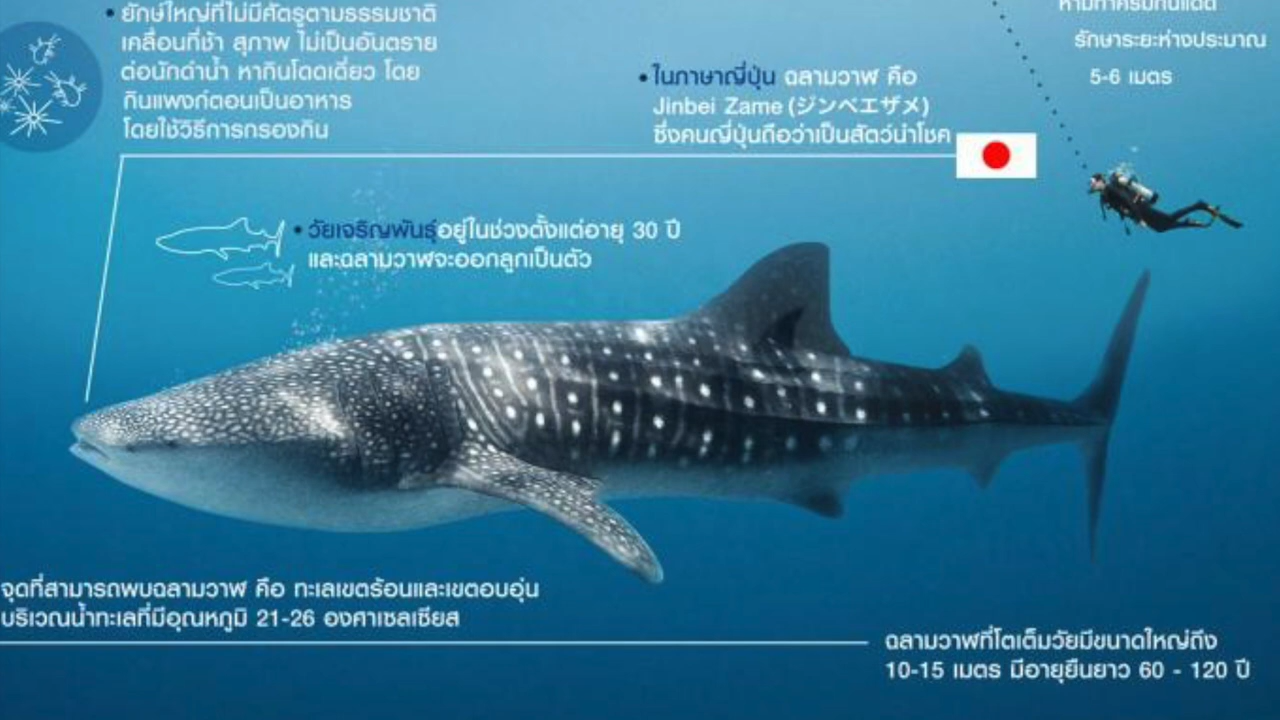 • ยักษ์ใหญ่ที่ไม่มีศัตรูตามธรรมชาติ
เคลื่อนที่ช้า สุภาพ ไม่เป็นอันตราย
ต่อนักดำน้ำ หากินโดดเดี่ยว โดย
กินแพงก์ตอนเป็นอาหาร
โดยใช้วิธีการกรองกิน
รักษาระยะห่างประมาณ
5-6 เมตร
• ในภาษาญี่ปุ่น ฉลามวาฬ คือ
Jinbei Zame (ジンベエザメ)
ซึ่งคนญี่ปุ่นถือว่าเป็นสัตว์นำโชค
• วัยเจริญพันธุ์อยู่ในช่วงตั้งแต่อายุ 30 ปี
และฉลามวาฬจะออกลูกเป็นตัว
จุดที่สามารถพบฉลามวาฬ คือ ทะเลเขตร้อนและเขตอบอุ่น
บริเวณน้ำทะเลที่มีอุณหภูมิ 21-26 องศาเซลเซียส
ฉลามวาฬที่โตเต็มวัยมีขนาดใหญ่ถึง
10-15 เมตร มีอายุยืนยาว 60 - 120 ปี